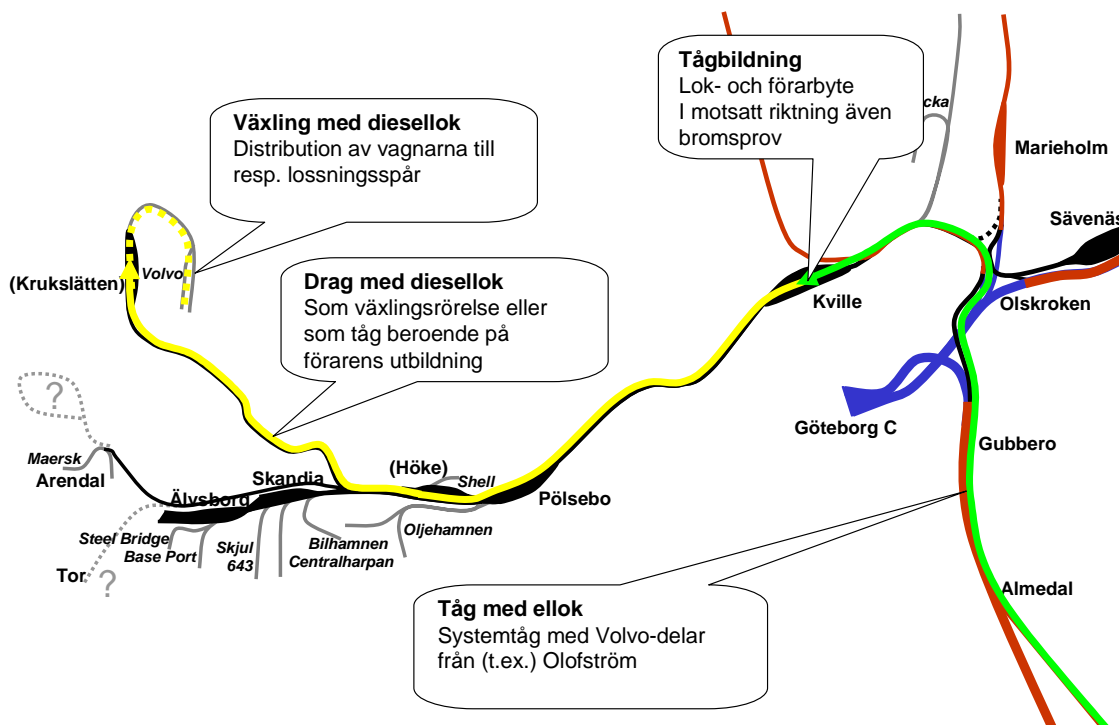 Tågbildning
Lok- och förarbyte
I motsatt riktning även
bromsprov
cka
Växling med diesellok
Distribution av vagnarna till
resp. lossningsspår
Marieholm
Sävenäs
(Krukslätten)
Volvo
Drag med diesellok
Som växlingsrörelse eller
som tåg beroende på
förarens utbildning
Kville
Olskroken
?
Göteborg C
Gubbero
Maersk
Arendal
Skandia
(Höke)
Shell
Älvsborg
Pölsebo
Steel Bridge
Base Port
Skjul
643
Bilhamnen
Centralharpan
Oljehamnen
Tor
?
Tåg med ellok
Systemtåg med Volvo-delar
från (t.ex.) Olofström
Almedal